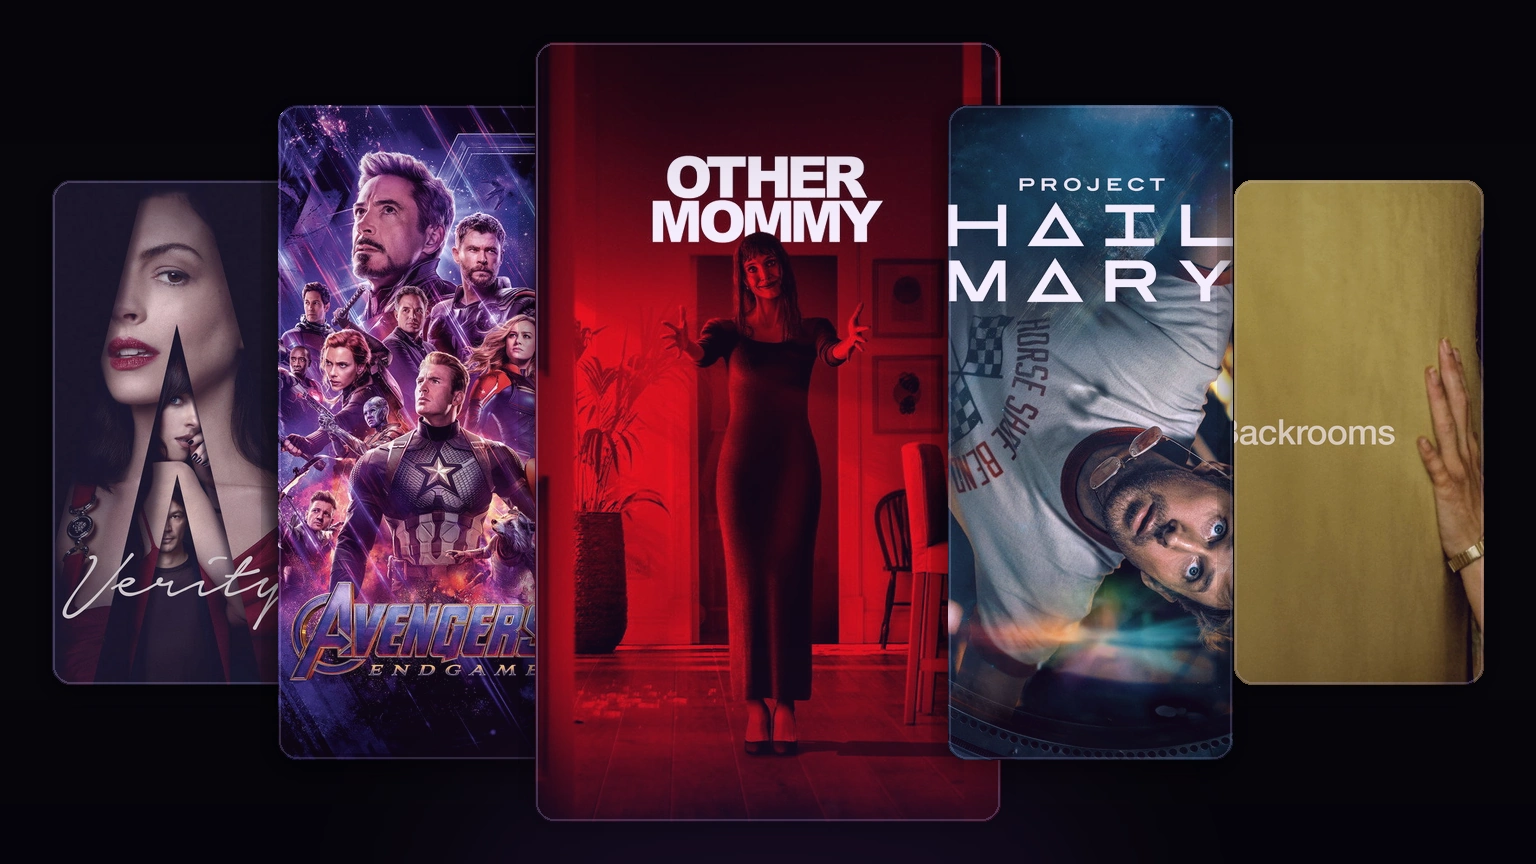 Verity
AVENGERS
ENDGAME
OTHER
MOMMY
PROJECT
HAIL
MARY
HORSE SHOE BEND
Backrooms